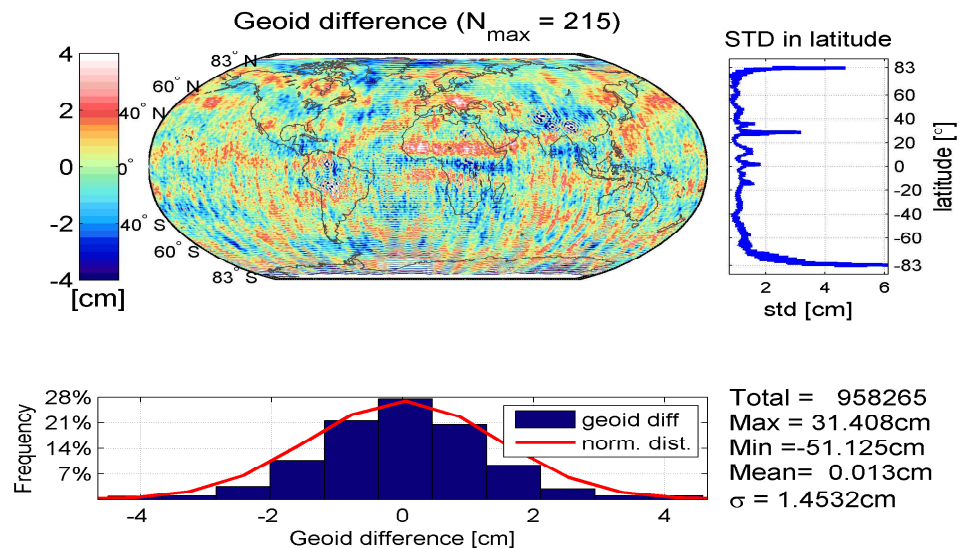 Geoid difference (N_max = 215)
4
2
0
-2
-4
[cm]
83° N
60° N
40° N
0°
40° S
60° S
83° S
STD in latitude
83
60
40
20
0
-20
-40
-60
-83
latitude [°]
2
4
6
std [cm]
28%
21%
14%
7%
Frequency
geoid diff
norm. dist.
-4
-2
0
2
4
Geoid difference [cm]
Total = 958265
Max = 31.408cm
Min =-51.125cm
Mean= 0.013cm
σ = 1.4532cm